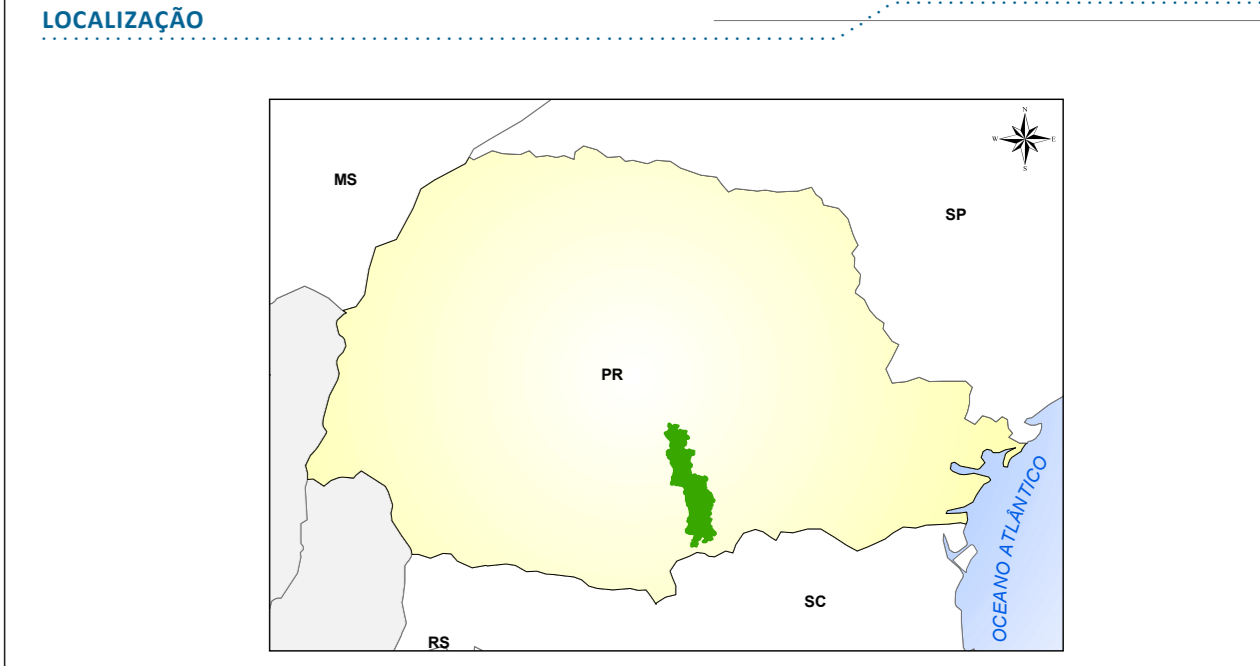 LOCALIZAÇÃO
N
W E
S
MS
SP
PR
OCEANO ATLÂNTICO
SC
RS